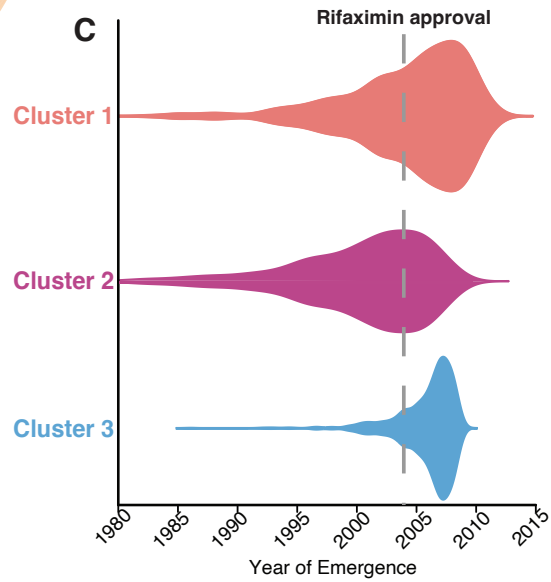 C
Rifaximin approval
Cluster 1
Cluster 2
Cluster 3
1980 1985 1990 1995 2000 2005 2010 2015
Year of Emergence